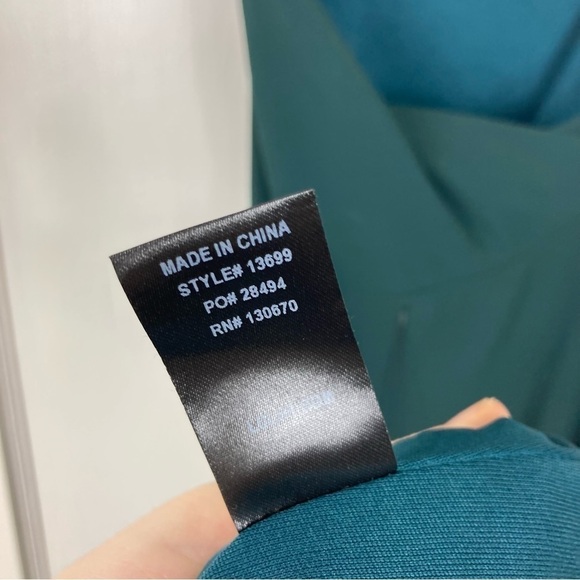 MADE IN CHINA
STYLE# 13699
PO# 28494
RN# 130670